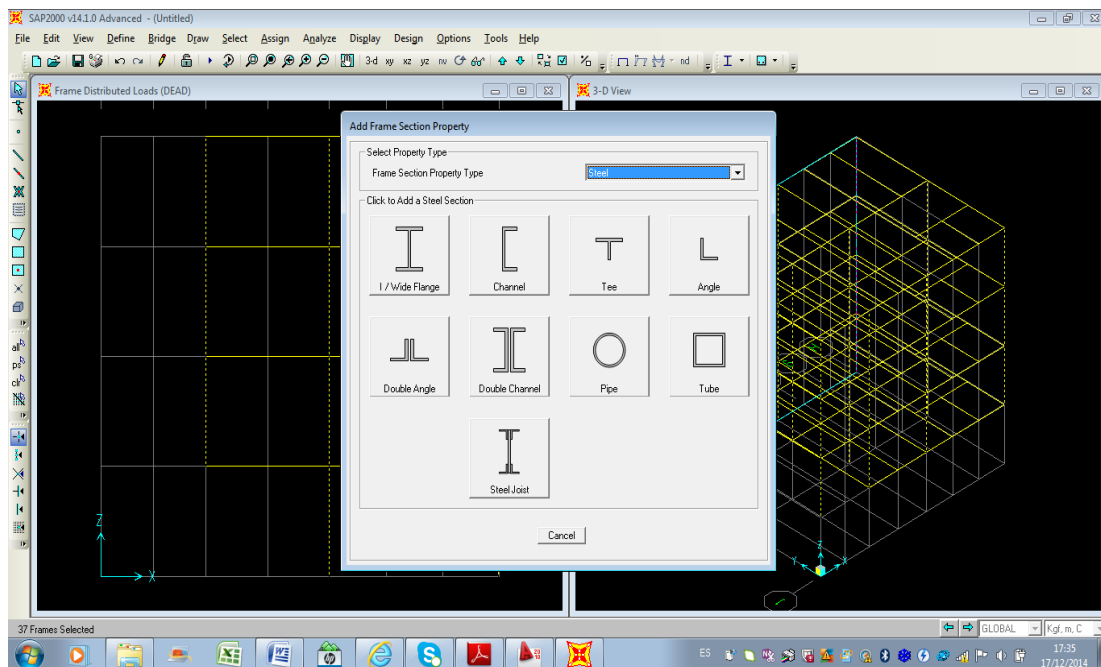 SAP2000 v14.1.0 Advanced - (Untitled)
File Edit View Define Bridge Draw Select Assign Analyze Display Design Options Tools Help
3-d xy xz yz nv
nd
Frame Distributed Loads (DEAD)
3-D View
Add Frame Section Property
Select Property Type
Frame Section Property Type
Steel
Click to Add a Steel Section
I / Wide Flange
Channel
Tee
Angle
Double Angle
Double Channel
Pipe
Tube
Steel Joist
Cancel
all
ps
clr
Z
X
Z
Y
X
37 Frames Selected
GLOBAL
Kgf, m, C
ES
17:35
17/12/2014